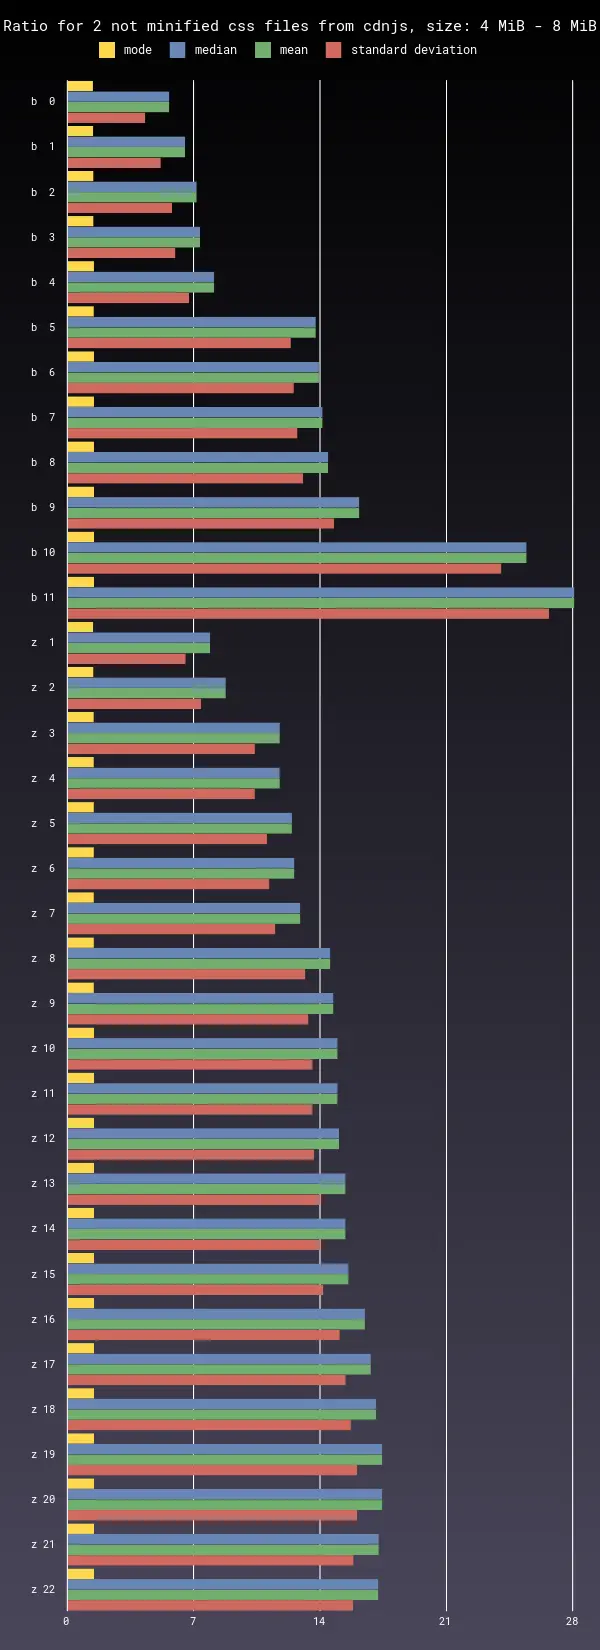 Ratio for 2 not minified css files from cdnjs, size: 4 MiB - 8 MiB
mode median mean standard deviation
b 0
b 1
b 2
b 3
b 4
b 5
b 6
b 7
b 8
b 9
b 10
b 11
z 1
z 2
z 3
z 4
z 5
z 6
z 7
z 8
z 9
z 10
z 11
z 12
z 13
z 14
z 15
z 16
z 17
z 18
z 19
z 20
z 21
z 22
0 7 14 21 28